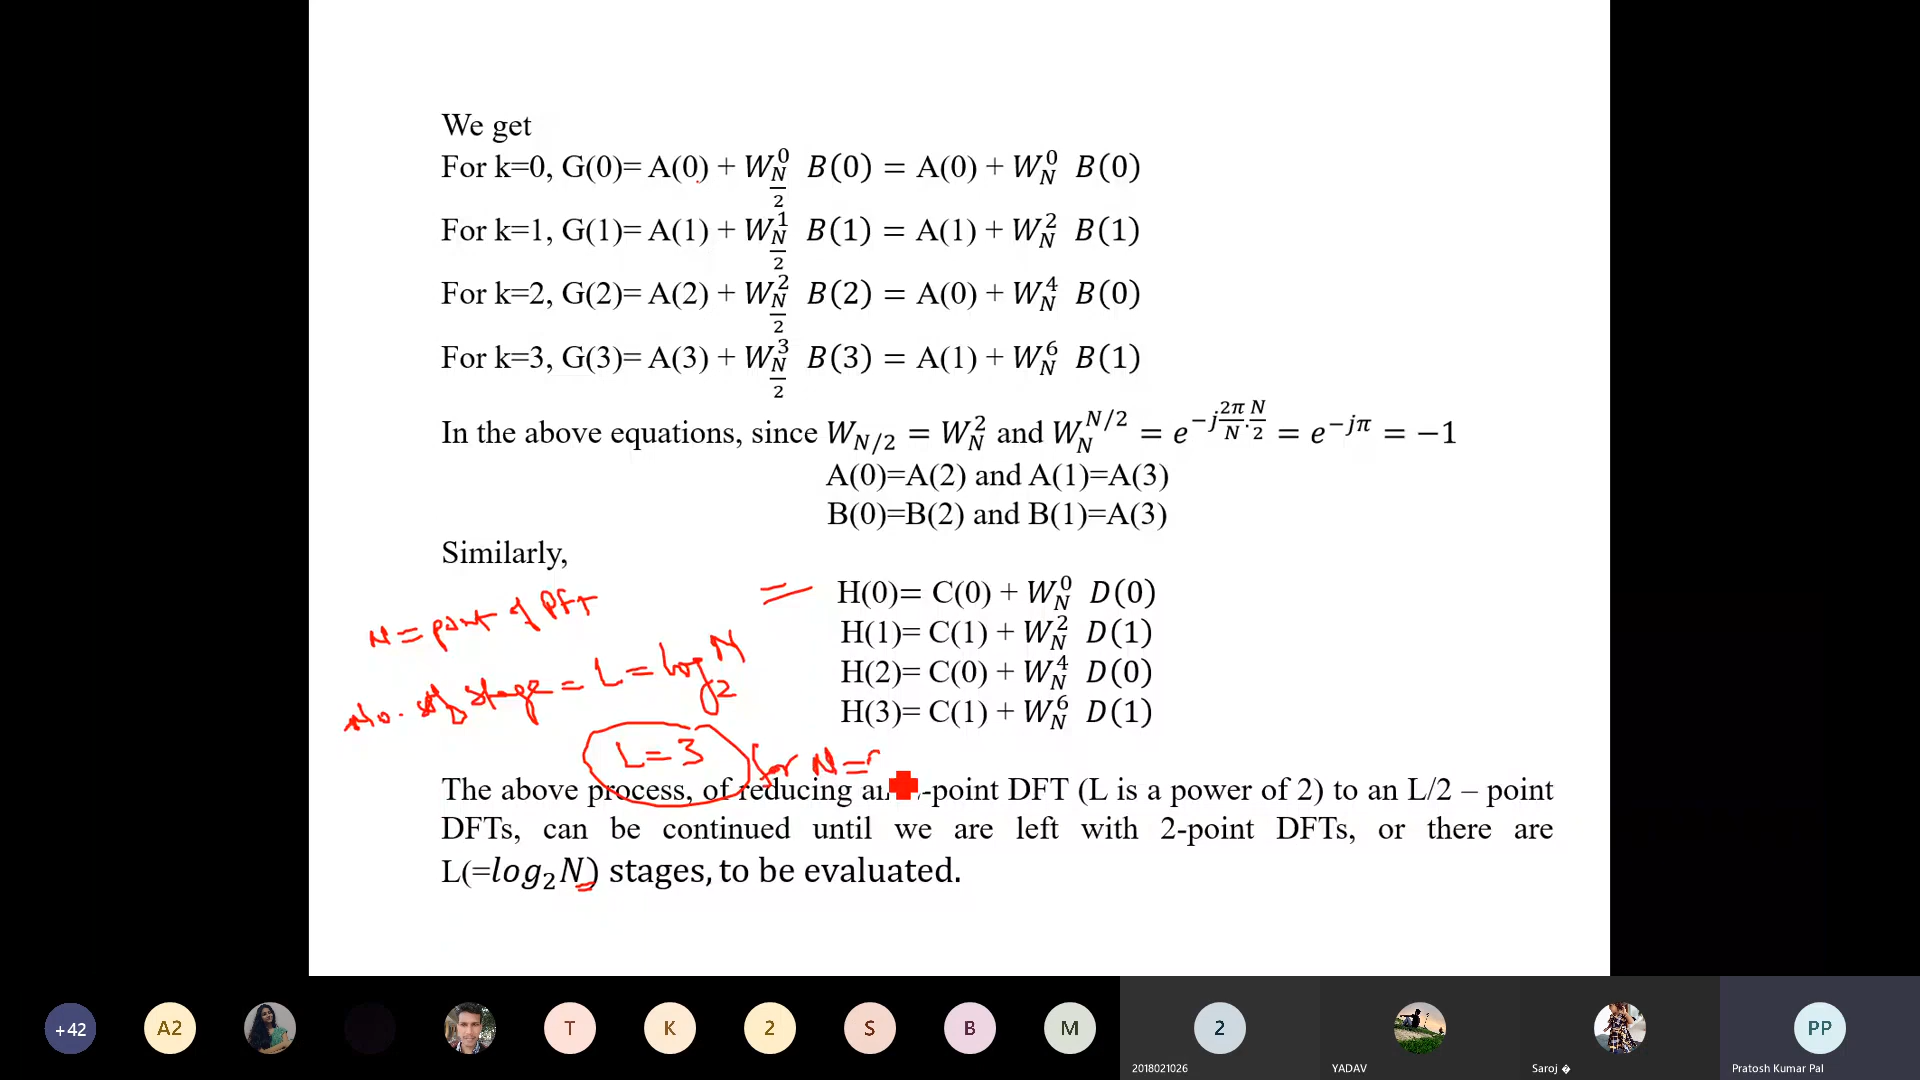 We get
For k=0, G(0)= A(0) + W_{N/2}^0 B(0) = A(0) + W_N^0 B(0)
For k=1, G(1)= A(1) + W_{N/2}^1 B(1) = A(1) + W_N^2 B(1)
For k=2, G(2)= A(2) + W_{N/2}^2 B(2) = A(0) + W_N^4 B(0)
For k=3, G(3)= A(3) + W_{N/2}^3 B(3) = A(1) + W_N^6 B(1)
In the above equations, since W_{N/2} = W_N^2 and W_N^{N/2} = e^{-j\frac{2π}{N}.\frac{N}{2}} = e^{-jπ} = −1
A(0)=A(2) and A(1)=A(3)
B(0)=B(2) and B(1)=A(3)
Similarly,
H(0)= C(0) + W_N^0 D(0)
H(1)= C(1) + W_N^2 D(1)
H(2)= C(0) + W_N^4 D(0)
H(3)= C(1) + W_N^6 D(1)
N = point of DFT
No. of stage = L = log_2 N
L = 3 for N =
The above process, of reducing an -point DFT (L is a power of 2) to an L/2 – point
DFTs, can be continued until we are left with 2-point DFTs, or there are
L(=log_2 N) stages, to be evaluated.
+42 A2 T K 2 S B M 2 PP
2018021026 YADAV Saroj � Pratosh Kumar Pal